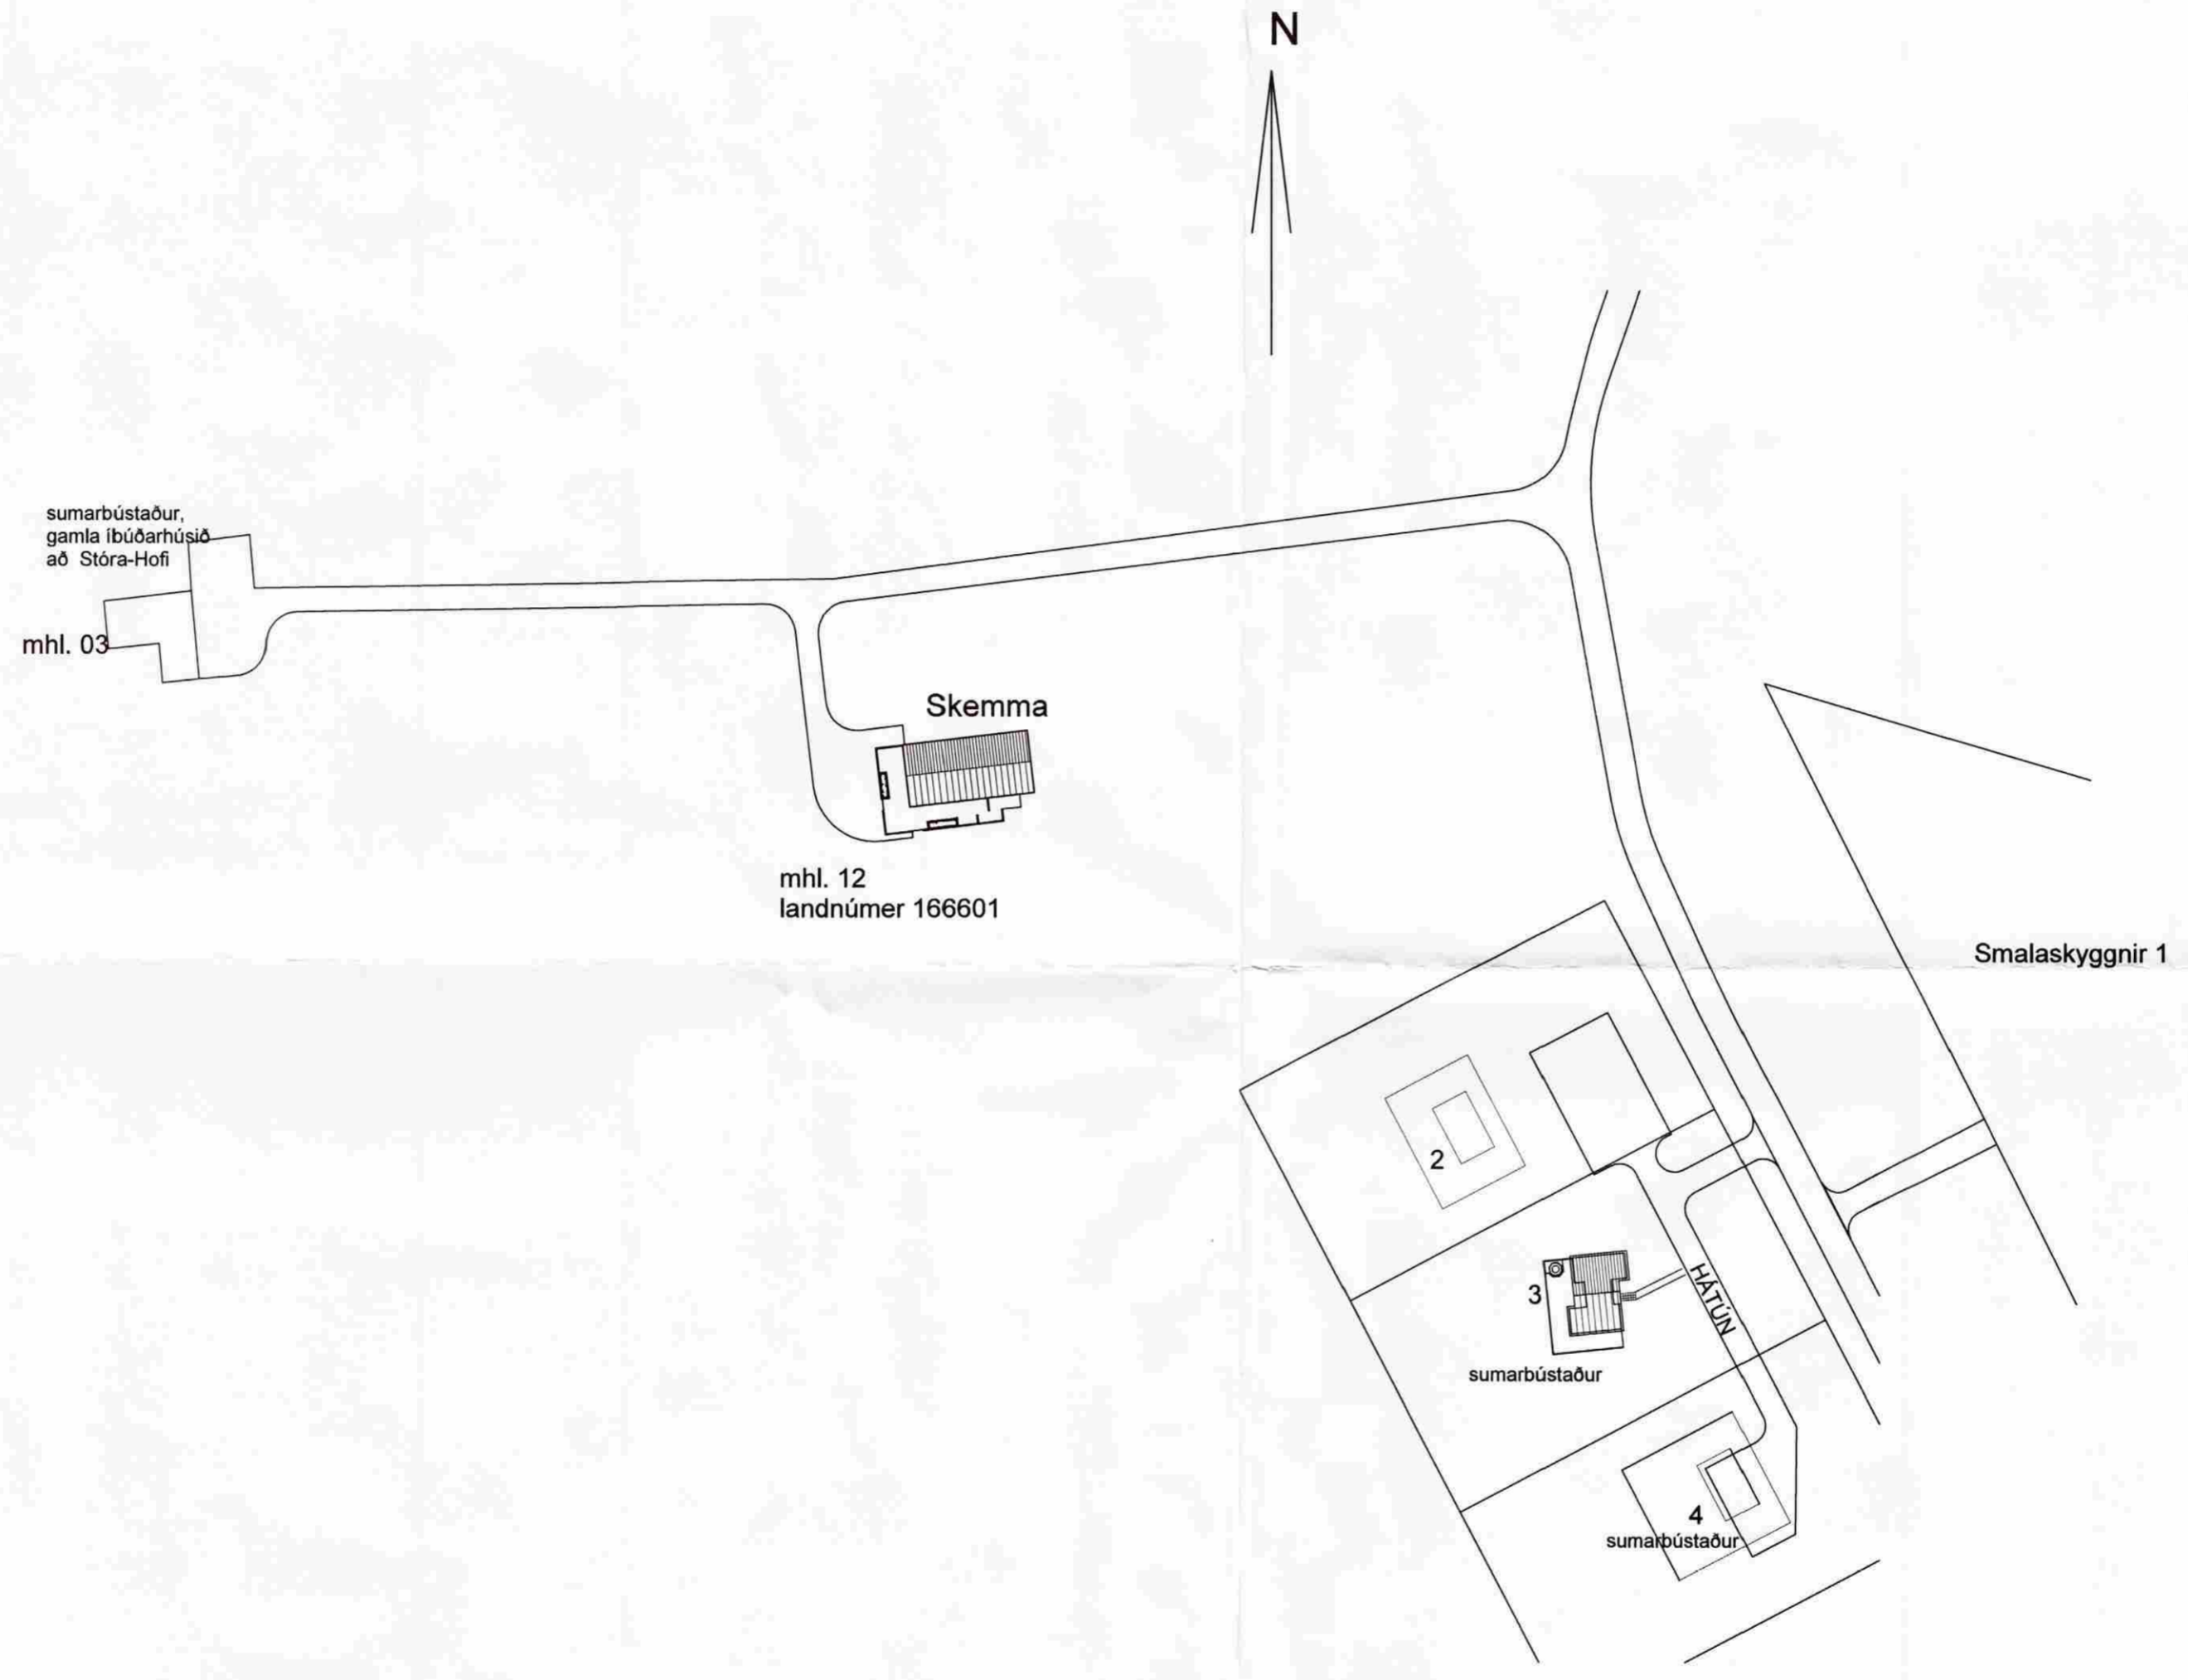 N
sumarbústaður,
gamla íbúðarhúsið
að Stóra-Hofi
mhl. 03
Skemma
mhl. 12
landnúmer 166601
Smalaskyggnir 1
2
3
HÁTÚN
sumarbústaður
4
sumarbústaður